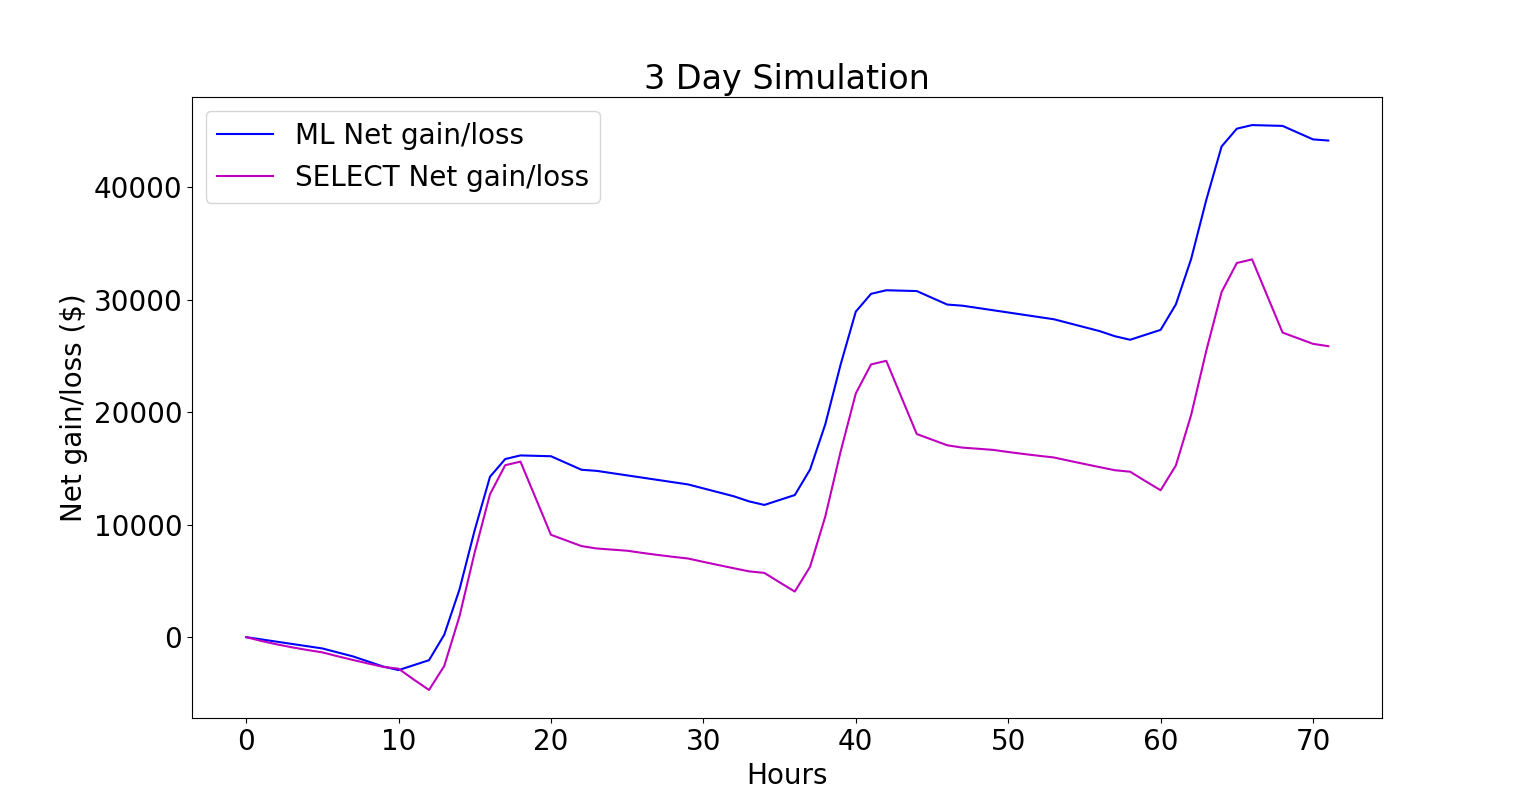 3 Day Simulation
ML Net gain/loss
SELECT Net gain/loss
Net gain/loss ($)
40000
30000
20000
10000
0
0 10 20 30 40 50 60 70
Hours